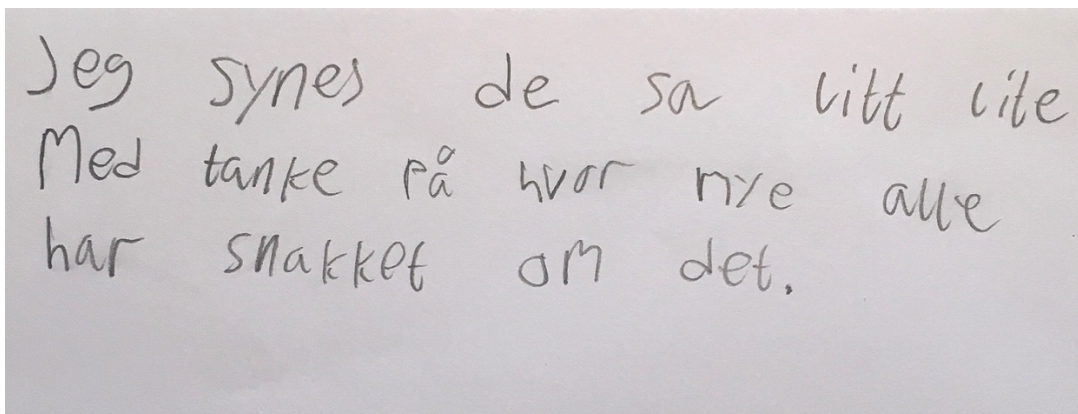 Jeg synes de sa litt lite
Med tanke på hvor mye alle
har snakket om det.